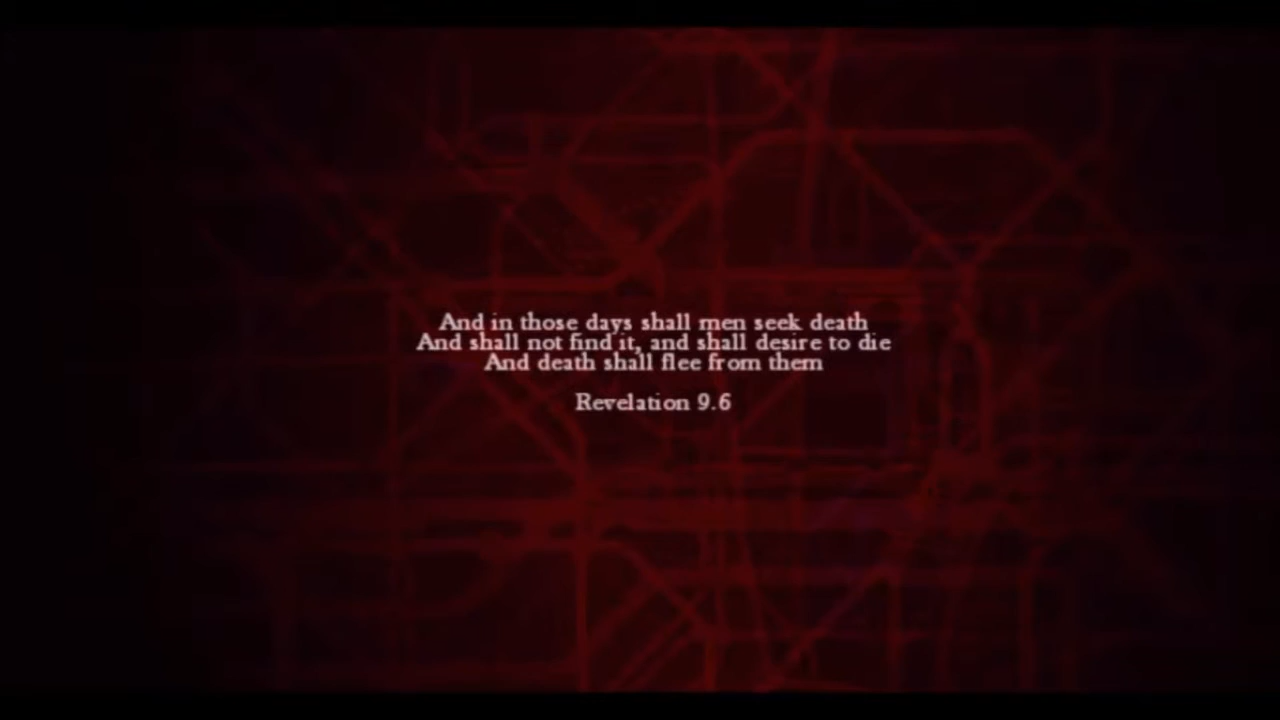 And in those days shall men seek death
And shall not find it, and shall desire to die
And death shall flee from them
Revelation 9.6